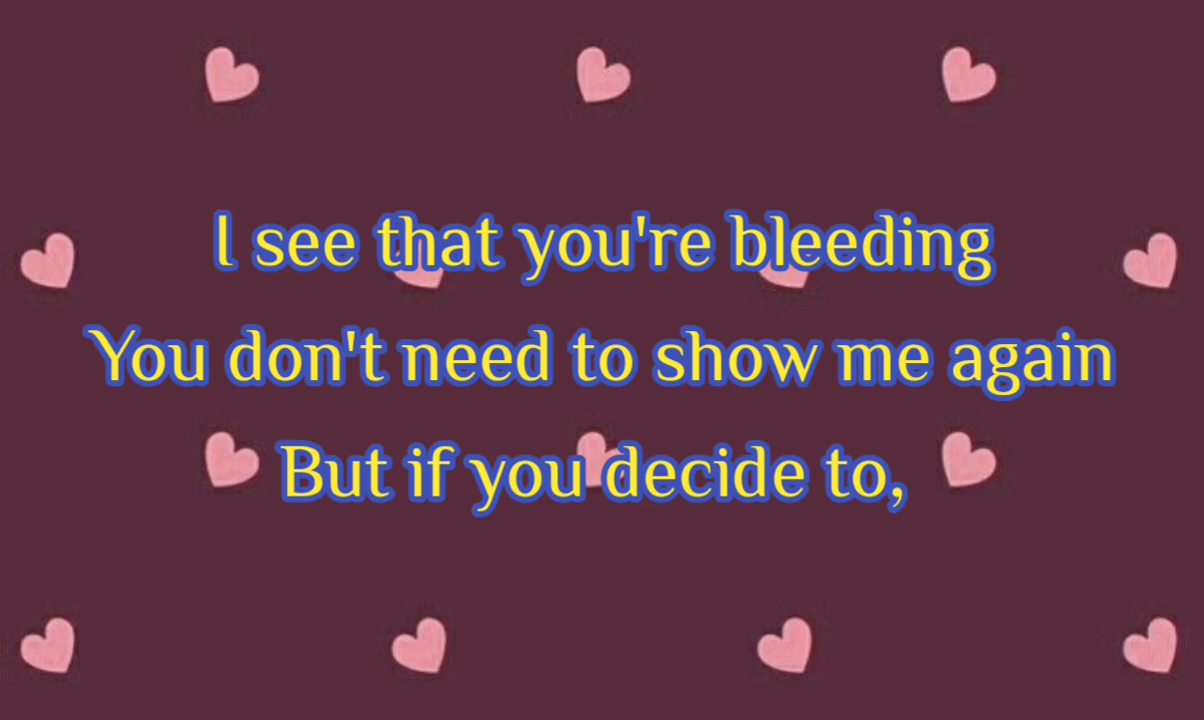 I see that you're bleeding
You don't need to show me again
But if you decide to,